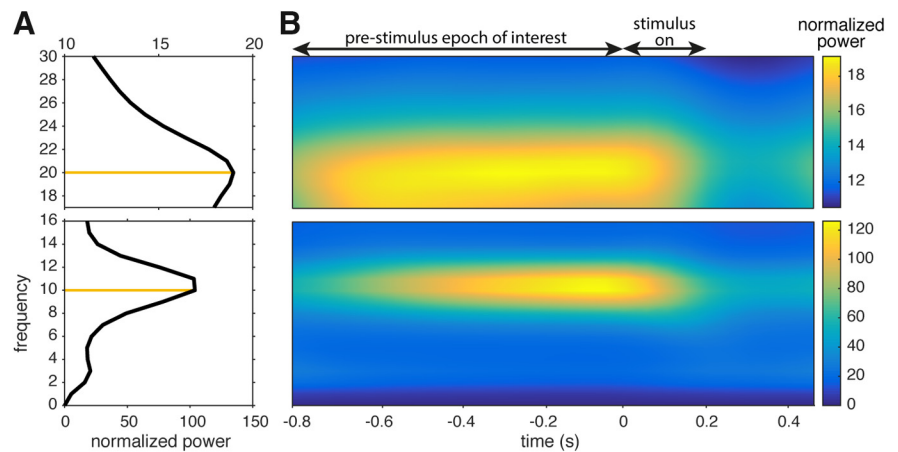 A
10 15 20
30
28
26
24
22
20
18
16
14
12
10
8
6
4
2
0
frequency
0 50 100 150
normalized power
B
pre-stimulus epoch of interest
stimulus
on
normalized
power
18
16
14
12
120
100
80
60
40
20
0
-0.8 -0.6 -0.4 -0.2 0 0.2 0.4
time (s)